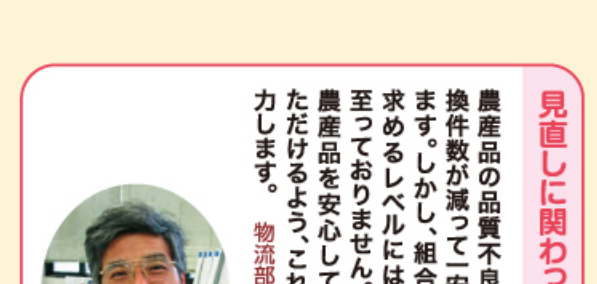 見直しに関わっ
農産品の品質不良
換件数が減って一安
ます。しかし、組合
求めるレベルには
至っておりません。
農産品を安心して
ただけるよう、これ
力します。
物流部